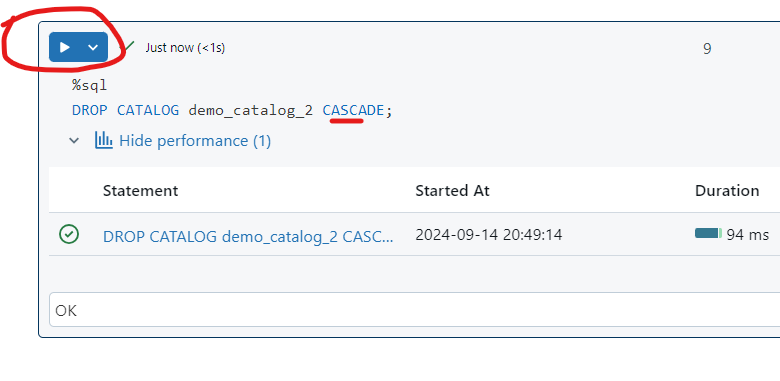 Just now (<1s)
9
%sql
DROP CATALOG demo_catalog_2 CASCADE;
Hide performance (1)
Statement Started At Duration
DROP CATALOG demo_catalog_2 CASC... 2024-09-14 20:49:14 94 ms
OK